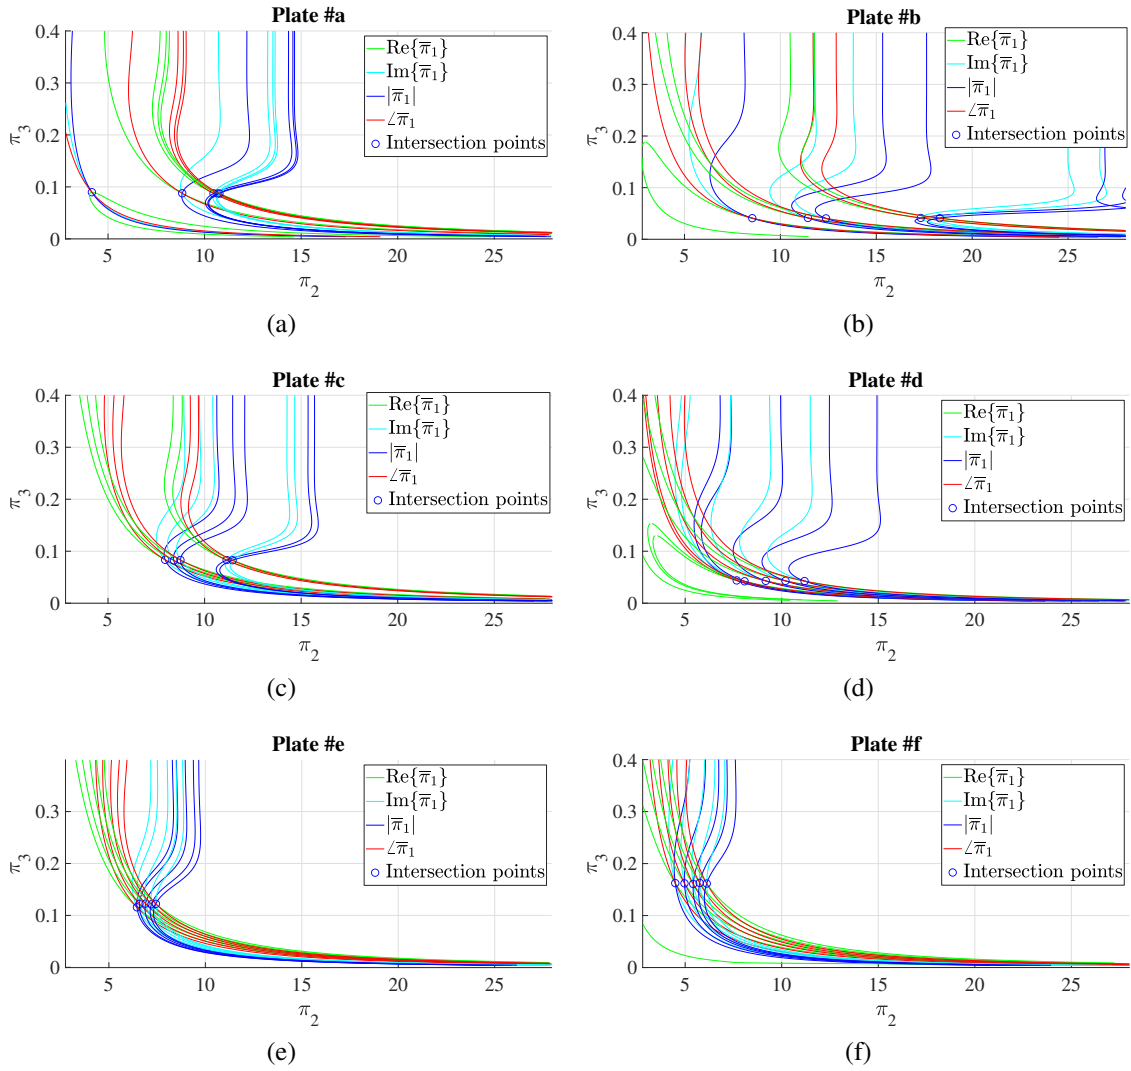 Plate #a
0.4
0.3
0.2
0.1
0
π3
5
10
15
20
25
π2
Re{π̅1}
Im{π̅1}
|π̅1|
∠π̅1
Intersection points
(a)
Plate #b
0.4
0.3
0.2
0.1
0
π3
5
10
15
20
25
π2
Re{π̅1}
Im{π̅1}
|π̅1|
∠π̅1
Intersection points
(b)
Plate #c
0.4
0.3
0.2
0.1
0
π3
5
10
15
20
25
π2
Re{π̅1}
Im{π̅1}
|π̅1|
∠π̅1
Intersection points
(c)
Plate #d
0.4
0.3
0.2
0.1
0
π3
5
10
15
20
25
π2
Re{π̅1}
Im{π̅1}
|π̅1|
∠π̅1
Intersection points
(d)
Plate #e
0.3
0.2
0.1
0
π3
5
10
15
20
25
π2
Re{π̅1}
Im{π̅1}
|π̅1|
∠π̅1
Intersection points
(e)
Plate #f
0.4
0.3
0.2
0.1
0
π3
5
10
15
20
25
π2
Re{π̅1}
Im{π̅1}
|π̅1|
∠π̅1
Intersection points
(f)